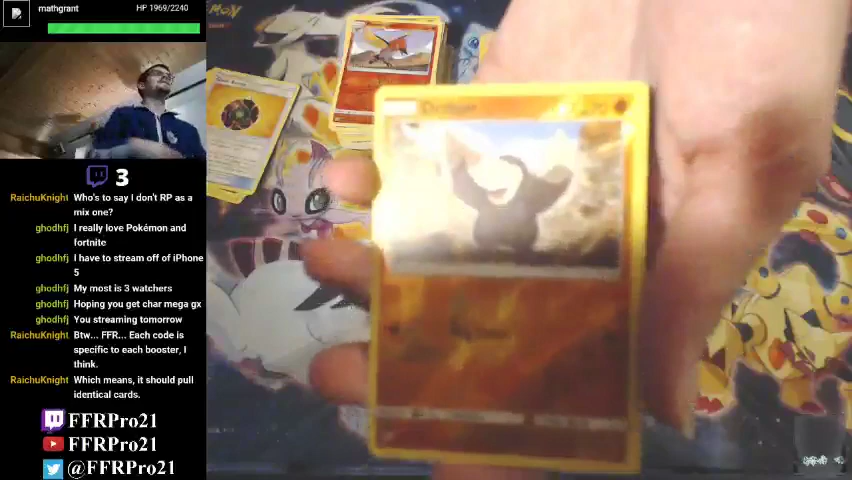 mathgrant
HP 1969/2240
3
RaichuKnight Who's to say I don't RP as a
mix one?
ghodhfj I really love Pokémon and
fortnite
ghodhfj I have to stream off of iPhone
5
ghodhfj My most is 3 watchers
ghodhfj Hoping you get char mega gx
ghodhfj You streaming tomorrow
RaichuKnight Btw... FFR... Each code is
specific to each booster, I
think.
RaichuKnight Which means, it should pull
identical cards.
FFRPro21
FFRPro21
@FFRPro21